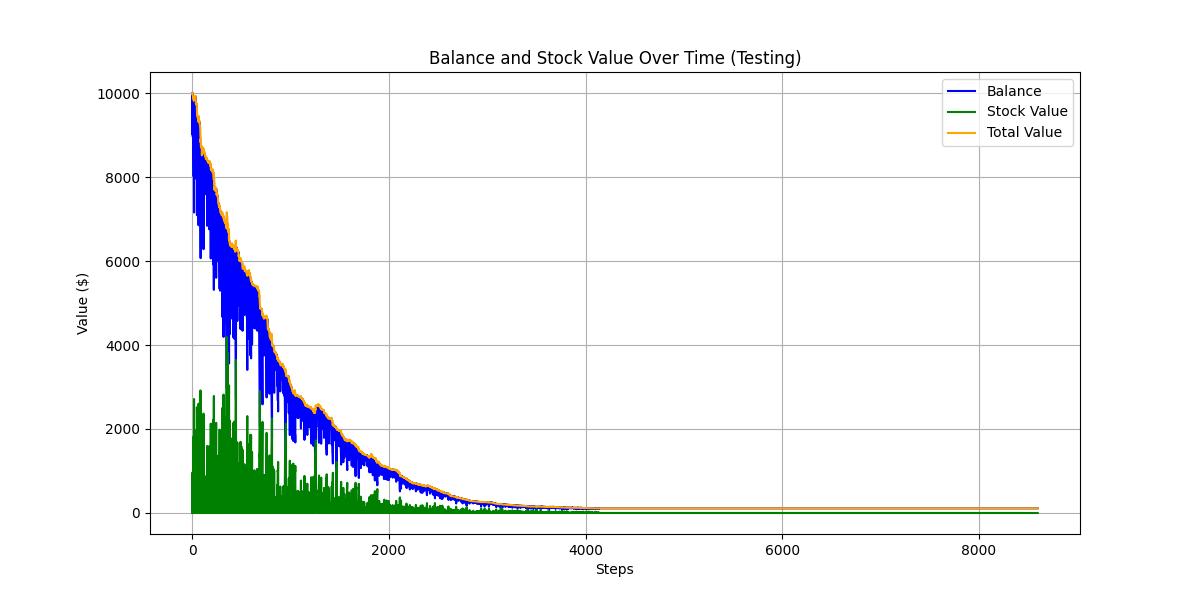 Balance and Stock Value Over Time (Testing)
Balance
Stock Value
Total Value
Value ($)
10000
8000
6000
4000
2000
0
0 2000 4000 6000 8000
Steps